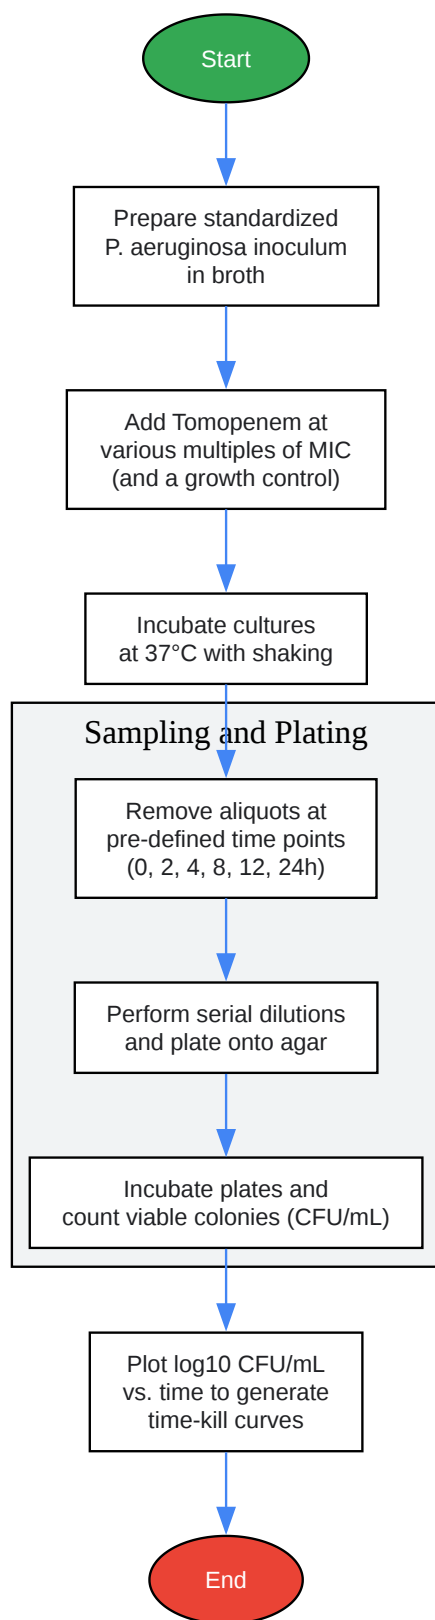 Start
Prepare standardized
P. aeruginosa inoculum
in broth
Add Tomopenem at
various multiples of MIC
(and a growth control)
Incubate cultures
at 37°C with shaking
Sampling and Plating
Remove aliquots at
pre-defined time points
(0, 2, 4, 8, 12, 24h)
Perform serial dilutions
and plate onto agar
Incubate plates and
count viable colonies (CFU/mL)
Plot log10 CFU/mL
vs. time to generate
time-kill curves
End